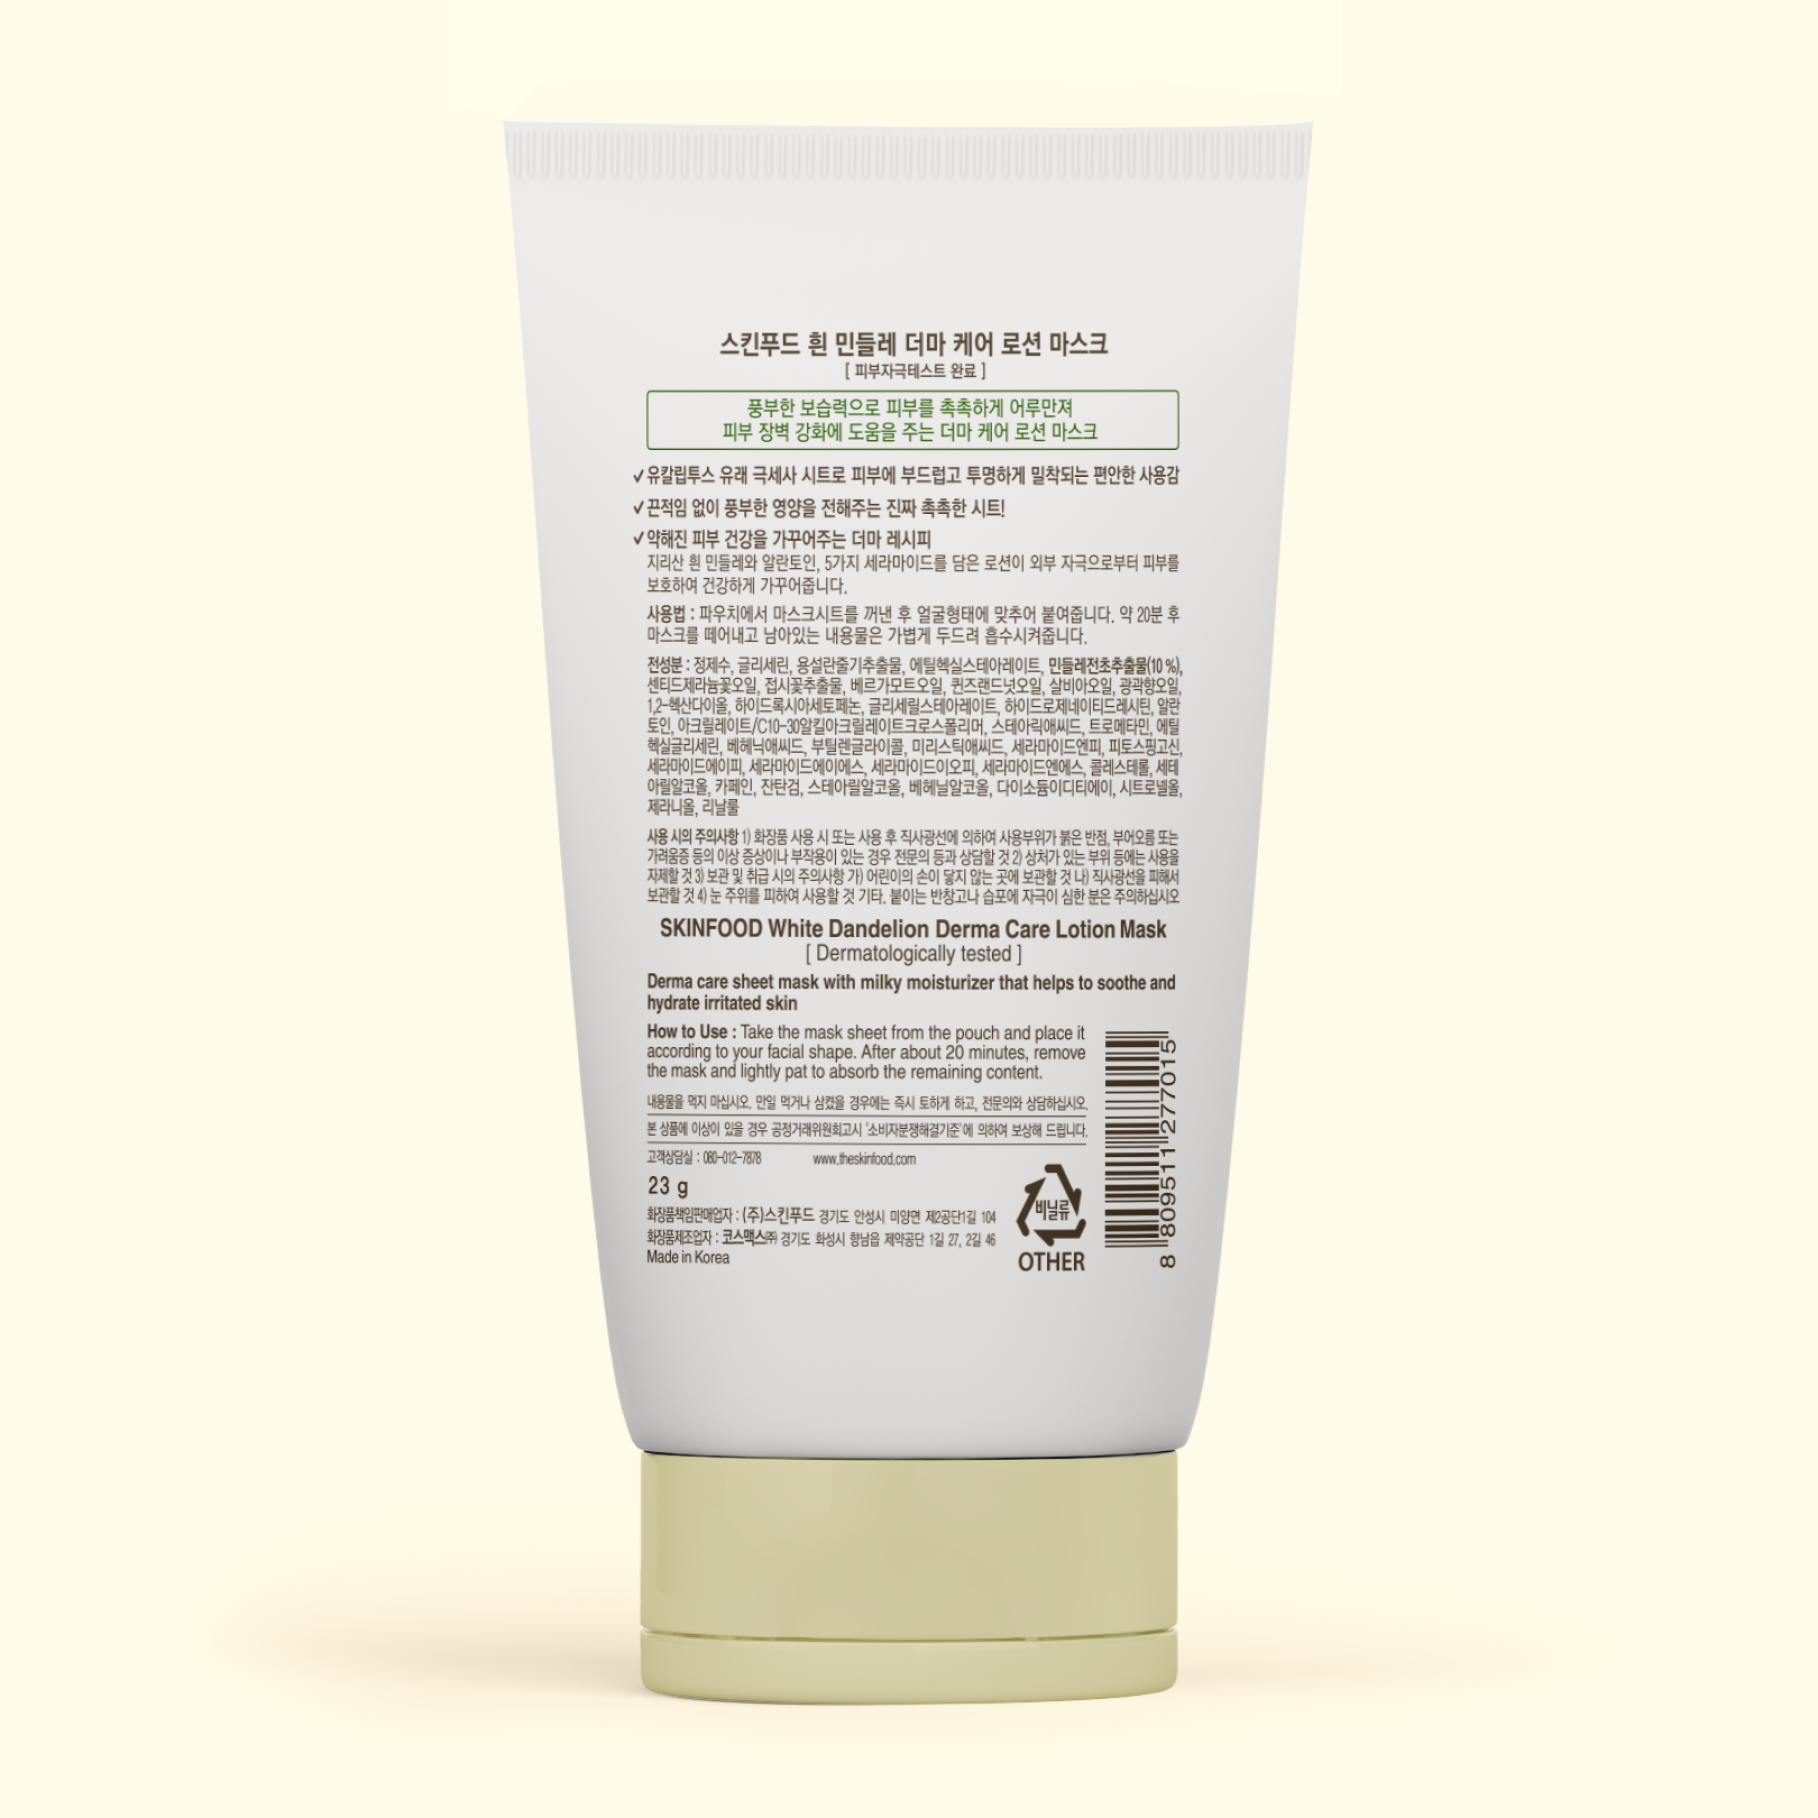 스킨푸드 흰 민들레 더마 케어 로션 마스크
[ 피부자극테스트 완료 ]
풍부한 보습력으로 피부를 촉촉하게 어루만져
피부 장벽 강화에 도움을 주는 더마 케어 로션 마스크
✓유칼립투스 유래 극세사 시트로 피부에 부드럽고 투명하게 밀착되는 편안한 사용감
✓끈적임 없이 풍부한 영양을 전해주는 진짜 촉촉한 시트!
✓약해진 피부 건강을 가꾸어주는 더마 레시피
지리산 흰 민들레와 알란토인, 5가지 세라마이드를 담은 로션이 외부 자극으로부터 피부를
보호하여 건강하게 가꾸어줍니다.
사용법 : 파우치에서 마스크시트를 꺼낸 후 얼굴형태에 맞추어 붙여줍니다. 약 20분 후
마스크를 떼어내고 남아있는 내용물은 가볍게 두드려 흡수시켜줍니다.
전성분 : 정제수, 글리세린, 용설란줄기추출물, 에틸헥실스테아레이트, 민들레전초추출물(10 %),
센티드제라늄꽃오일, 접시꽃추출물, 베르가모트오일, 퀸즈랜드넛오일, 살비아오일, 광곽향오일,
1,2-헥산다이올, 하이드록시아세토페논, 글리세릴스테아레이트, 하이드로제네이티드레시틴, 알란
토인, 아크릴레이트/C10-30알킬아크릴레이트크로스폴리머, 스테아릭애씨드, 트로메타민, 에틸
헥실글리세린, 베헤닉애씨드, 부틸렌글라이콜, 미리스틱애씨드, 세라마이드엔피, 피토스핑고신,
세라마이드에이피, 세라마이드에이에스, 세라마이드이오피, 세라마이드엔에스, 콜레스테롤, 세테
아릴알코올, 카페인, 잔탄검, 스테아릴알코올, 베헤닐알코올, 다이소듐이디티에이, 시트로넬올,
제라니올, 리날룰
사용 시의 주의사항 1) 화장품 사용 시 또는 사용 후 직사광선에 의하여 사용부위가 붉은 반점, 부어오름 또는
가려움증 등의 이상 증상이나 부작용이 있는 경우 전문의 등과 상담할 것 2) 상처가 있는 부위 등에는 사용을
자제할 것 3) 보관 및 취급 시의 주의사항 가) 어린이의 손이 닿지 않는 곳에 보관할 것 나) 직사광선을 피해서
보관할 것 4) 눈 주위를 피하여 사용할 것 기타. 붙이는 반창고나 습포에 자극이 심한 분은 주의하십시오
SKINFOOD White Dandelion Derma Care Lotion Mask
[ Dermatologically tested ]
Derma care sheet mask with milky moisturizer that helps to soothe and
hydrate irritated skin
How to Use : Take the mask sheet from the pouch and place it
according to your facial shape. After about 20 minutes, remove
the mask and lightly pat to absorb the remaining content.
내용물을 먹지 마십시오. 만일 먹거나 삼켰을 경우에는 즉시 토하게 하고, 전문의와 상담하십시오.
본 상품에 이상이 있을 경우 공정거래위원회고시 '소비자분쟁해결기준'에 의하여 보상해 드립니다.
고객상담실 : 080-012-7878 www.theskinfood.com
23 g
화장품책임판매업자 : (주)스킨푸드 경기도 안성시 미양면 제2공단1길 104
화장품제조업자 : 코스맥스㈜ 경기도 화성시 향남읍 제약공단 1길 27, 2길 46
Made in Korea
비닐류
OTHER
8 809511 277015